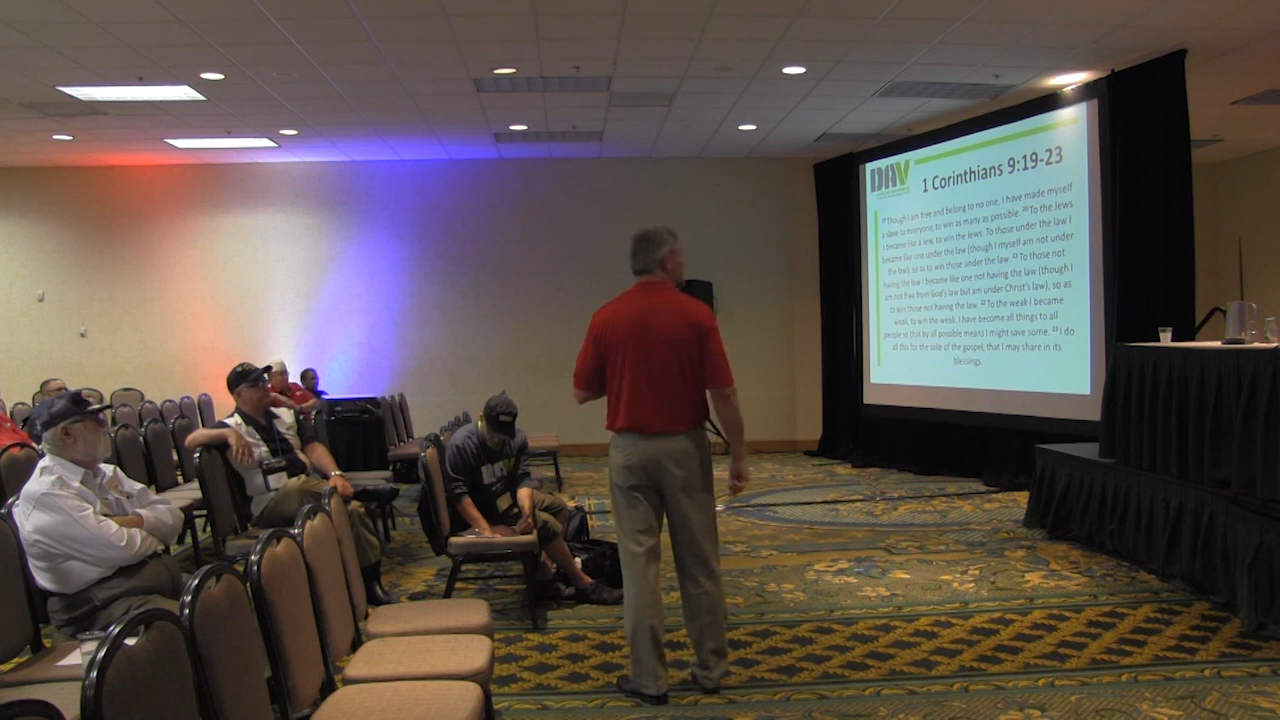 DAV
1 Corinthians 9:19-23
19 Though I am free and belong to no one, I have made myself
a slave to everyone, to win as many as possible. 20 To the Jews
I became like a Jew, to win the Jews. To those under the law I
became like one under the law (though I myself am not under
the law), so as to win those under the law. 21 To those not
having the law I became like one not having the law (though I
am not free from God's law but am under Christ's law), so as
to win those not having the law. 22 To the weak I became
weak, to win the weak. I have become all things to all
people so that by all possible means I might save some. 23 I do
all this for the sake of the gospel, that I may share in its
blessings.